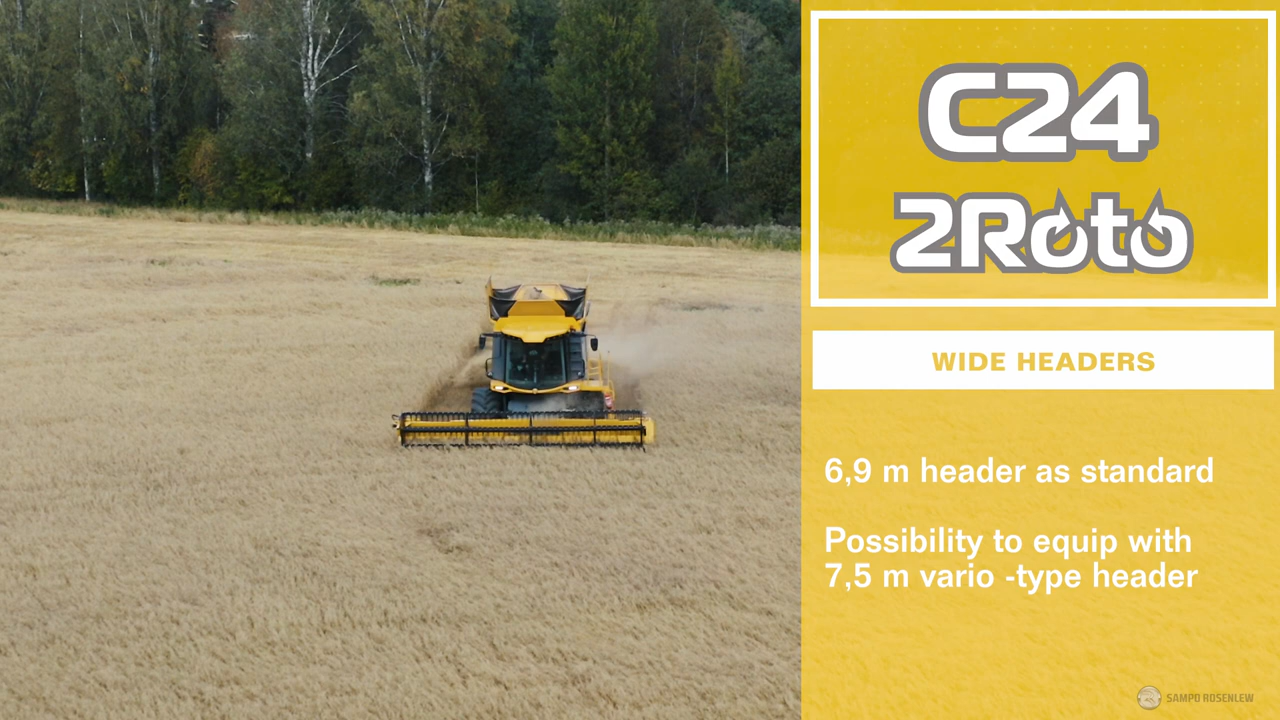 C24
2Roto
WIDE HEADERS
6,9 m header as standard
Possibility to equip with
7,5 m vario -type header
SAMPO ROSENLEW